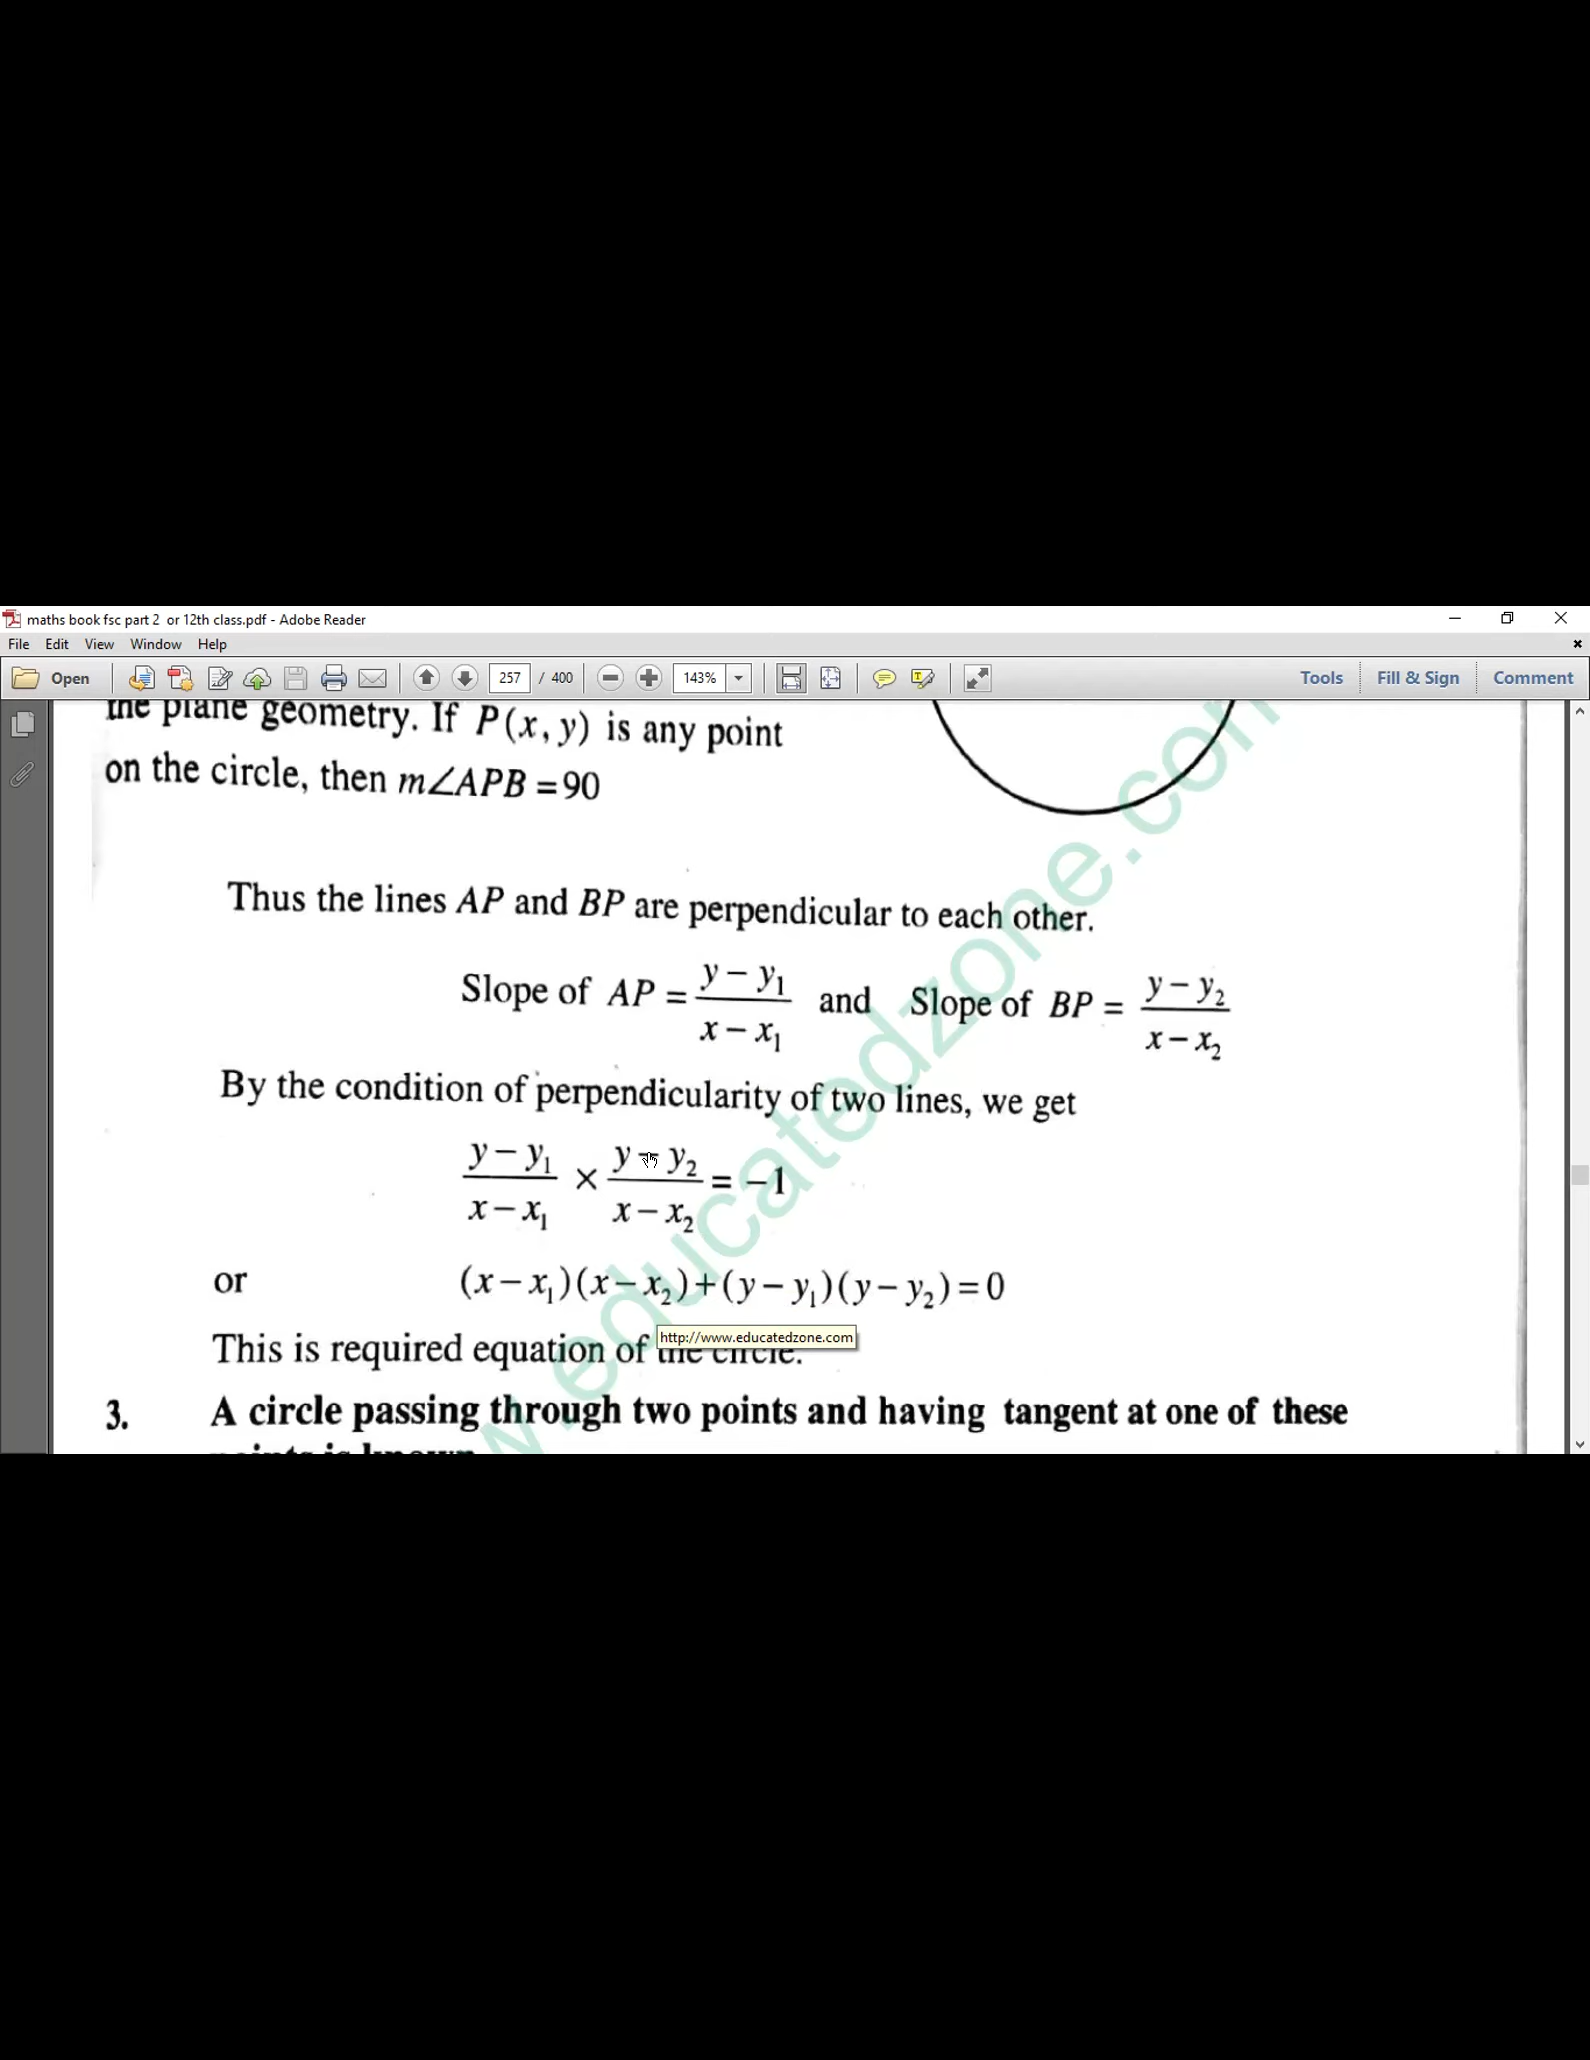 maths book fsc part 2 or 12th class.pdf - Adobe Reader
File Edit View Window Help
Open 257 / 400 143% Tools Fill & Sign Comment
the plane geometry. If P(x, y) is any point
on the circle, then m∠APB = 90
Thus the lines AP and BP are perpendicular to each other.
Slope of AP = (y − y₁)/(x − x₁) and Slope of BP = (y − y₂)/(x − x₂)
By the condition of perpendicularity of two lines, we get
(y − y₁)/(x − x₁) × (y − y₂)/(x − x₂) = −1
or (x − x₁)(x − x₂) + (y − y₁)(y − y₂) = 0
http://www.educatedzone.com
This is required equation of the circle.
3. A circle passing through two points and having tangent at one of these
points is known
w.educatedzone.com